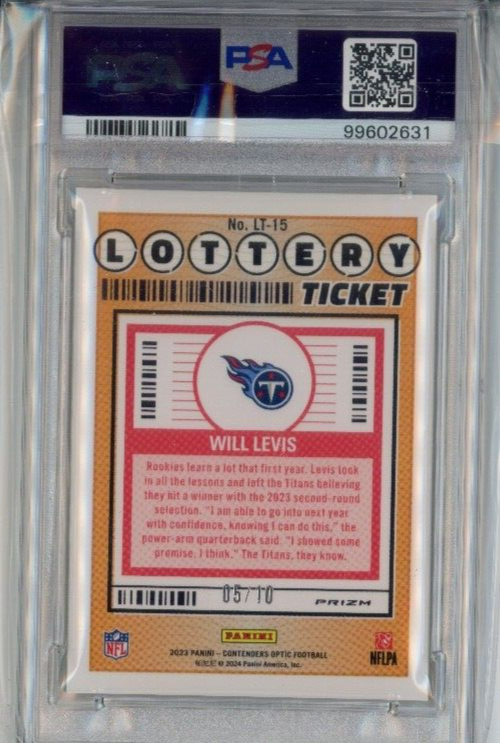 PSA
PSA
99602631
No. LT-15
LOTTERY
TICKET
T
WILL LEVIS
Rookies learn a lot that first year. Levis took
in all the lessons and left the Titans believing
they hit a winner with the 2023 second-round
selection. "I am able to go into next year
with confidence, knowing I can do this," the
power-arm quarterback said. "I showed some
promise, I think." The Titans, they know.
05/10
PRIZM
NFL
PANINI
NFLPA
2023 PANINI – CONTENDERS OPTIC FOOTBALL
© 2024 Panini America, Inc.